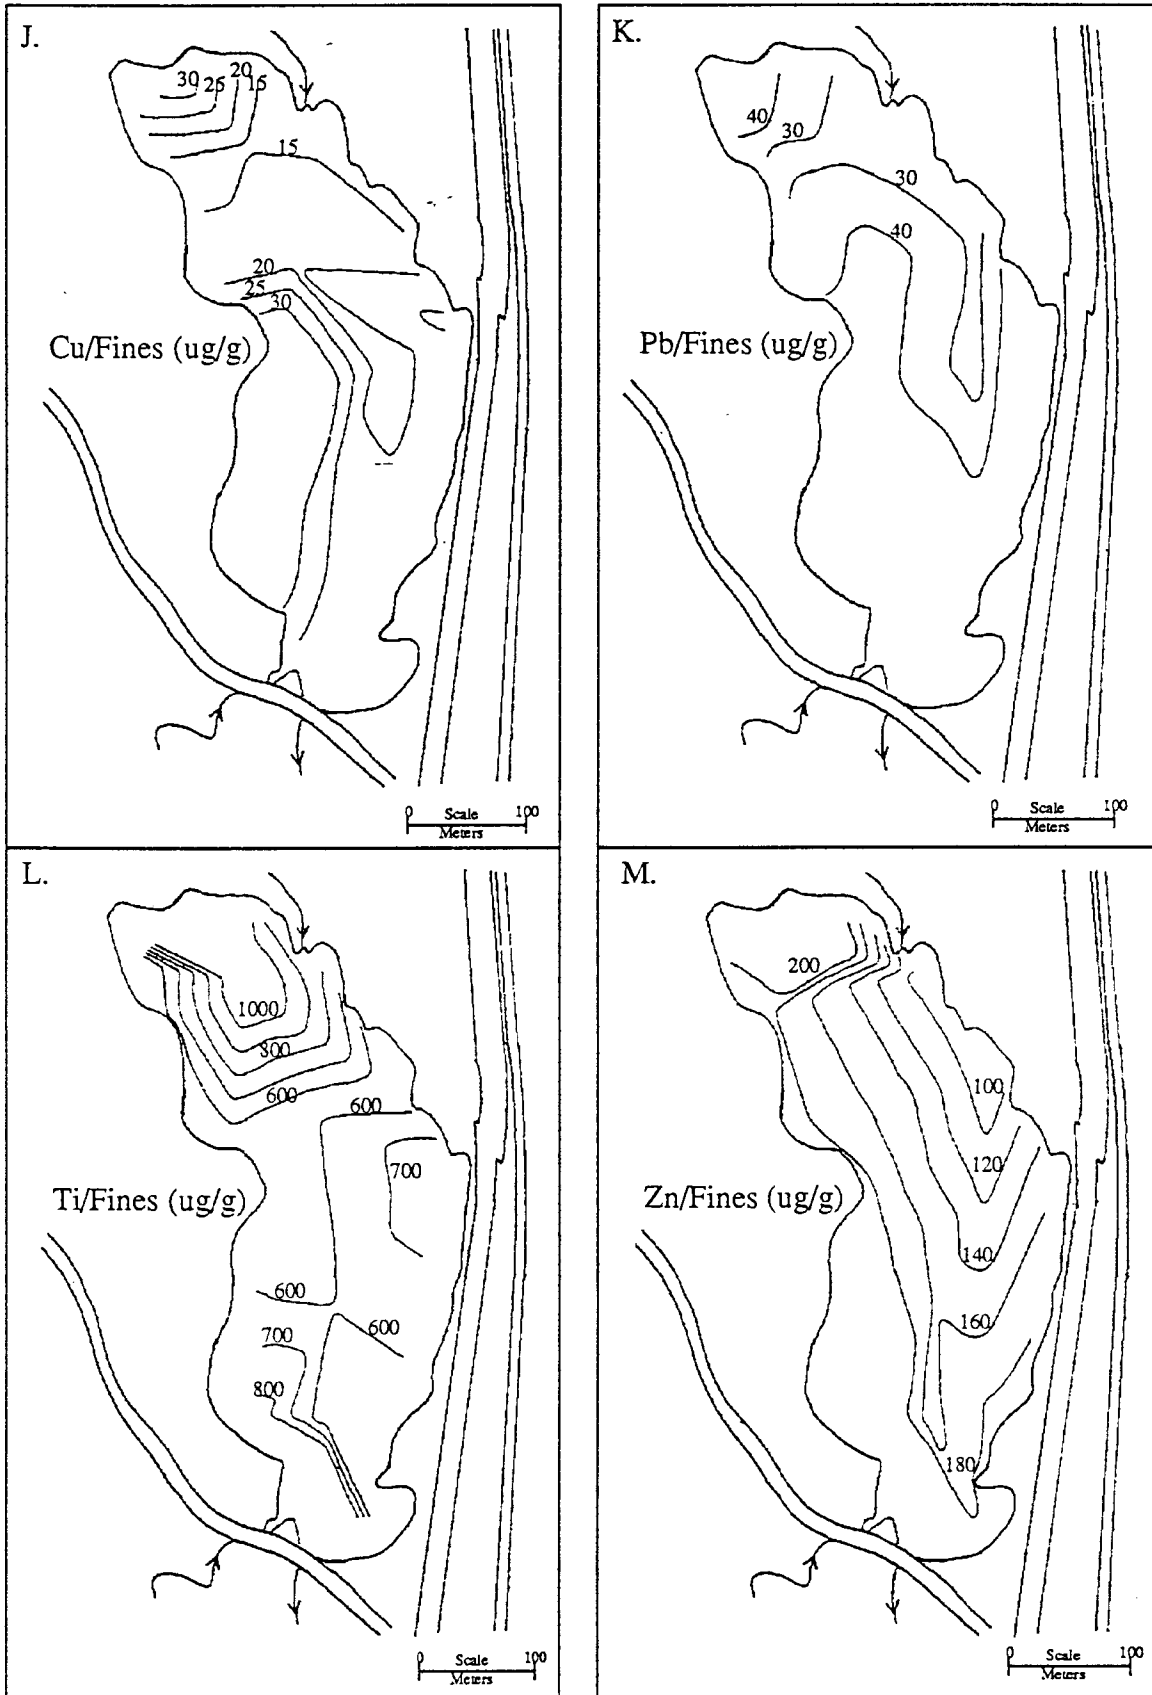 J.
30 25 20 15
15
20
25
30
Cu/Fines (ug/g)
0 Scale 100
Meters
K.
40 30
30
40
Pb/Fines (ug/g)
0 Scale 100
Meters
L.
1000
800
600
600
700
Ti/Fines (ug/g)
600
700 600
800
0 Scale 100
Meters
M.
200
100
120
Zn/Fines (ug/g)
140
160
180
0 Scale 100
Meters